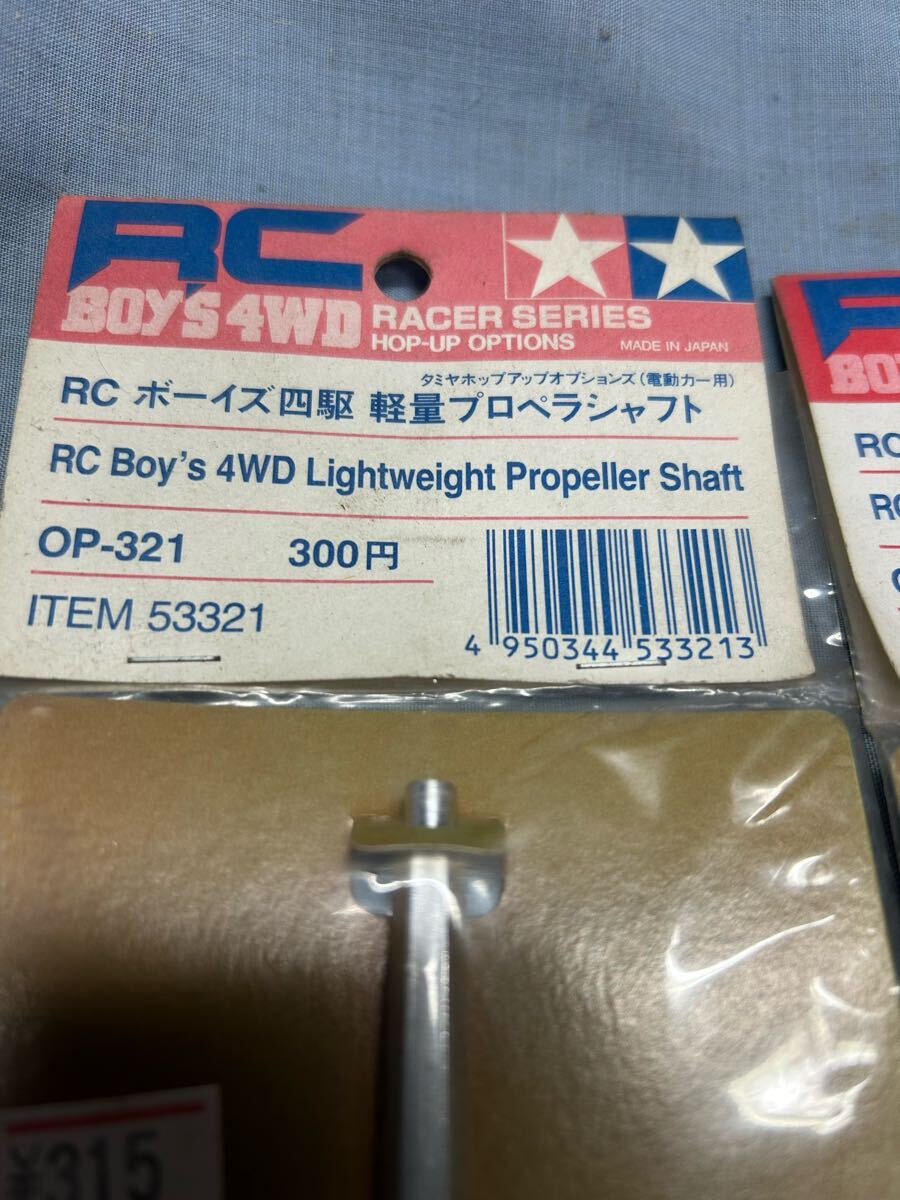 RC
BOY'S 4WD RACER SERIES
HOP-UP OPTIONS MADE IN JAPAN
タミヤホップアップオプションズ(電動カー用)
RC ボーイズ四駆 軽量プロペラシャフト
RC Boy's 4WD Lightweight Propeller Shaft
OP-321 300円
ITEM 53321
4 950344 533213
¥315
RC